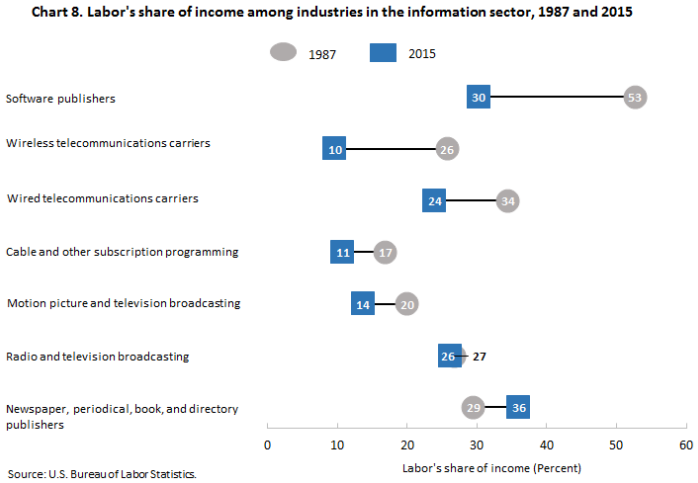 Chart 8. Labor's share of income among industries in the information sector, 1987 and 2015
1987 2015
Software publishers 30 53
Wireless telecommunications carriers 10 26
Wired telecommunications carriers 24 34
Cable and other subscription programming 11 17
Motion picture and television broadcasting 14 20
Radio and television broadcasting 26 27
Newspaper, periodical, book, and directory 29 36
publishers
0 10 20 30 40 50 60
Labor's share of income (Percent)
Source: U.S. Bureau of Labor Statistics.